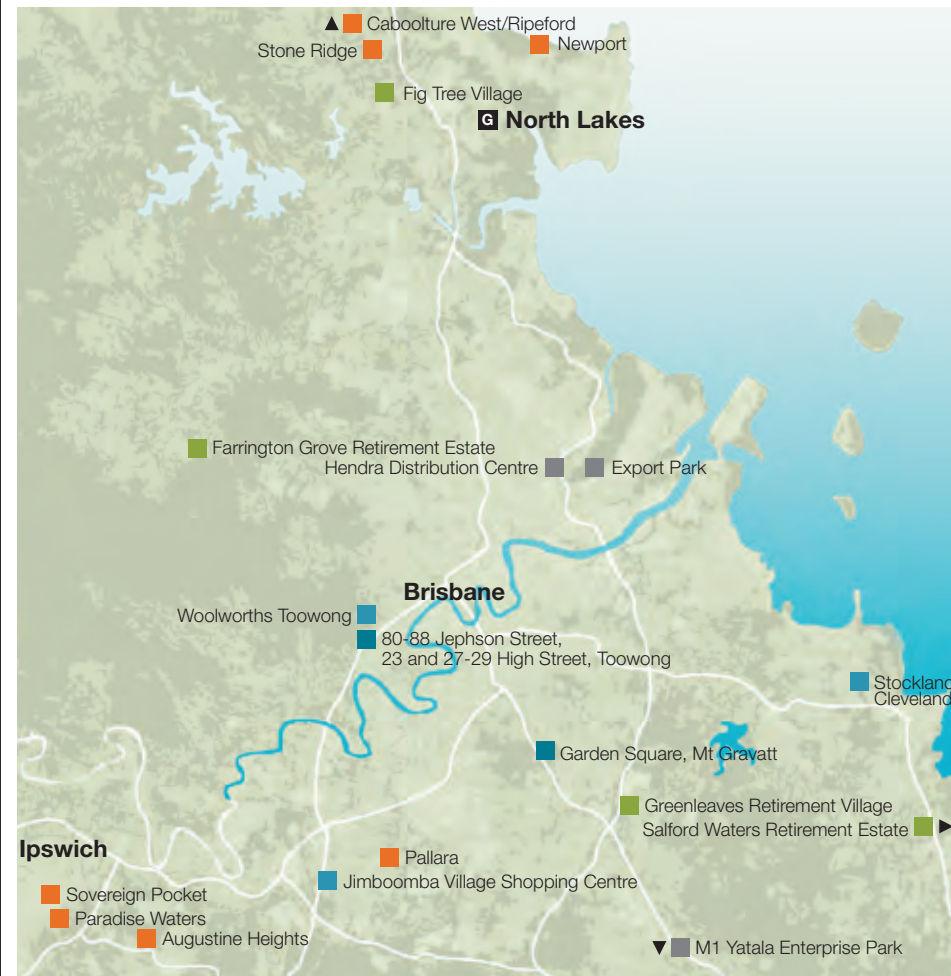 Caboolture West/Ripeford
Stone Ridge
Newport
Fig Tree Village
G North Lakes
Farrington Grove Retirement Estate
Hendra Distribution Centre
Export Park
Brisbane
Woolworths Toowong
80-88 Jephson Street,
23 and 27-29 High Street, Toowong
Stockland
Cleveland
Garden Square, Mt Gravatt
Greenleaves Retirement Village
Salford Waters Retirement Estate
Ipswich
Pallara
Jimboomba Village Shopping Centre
Sovereign Pocket
Paradise Waters
Augustine Heights
M1 Yatala Enterprise Park